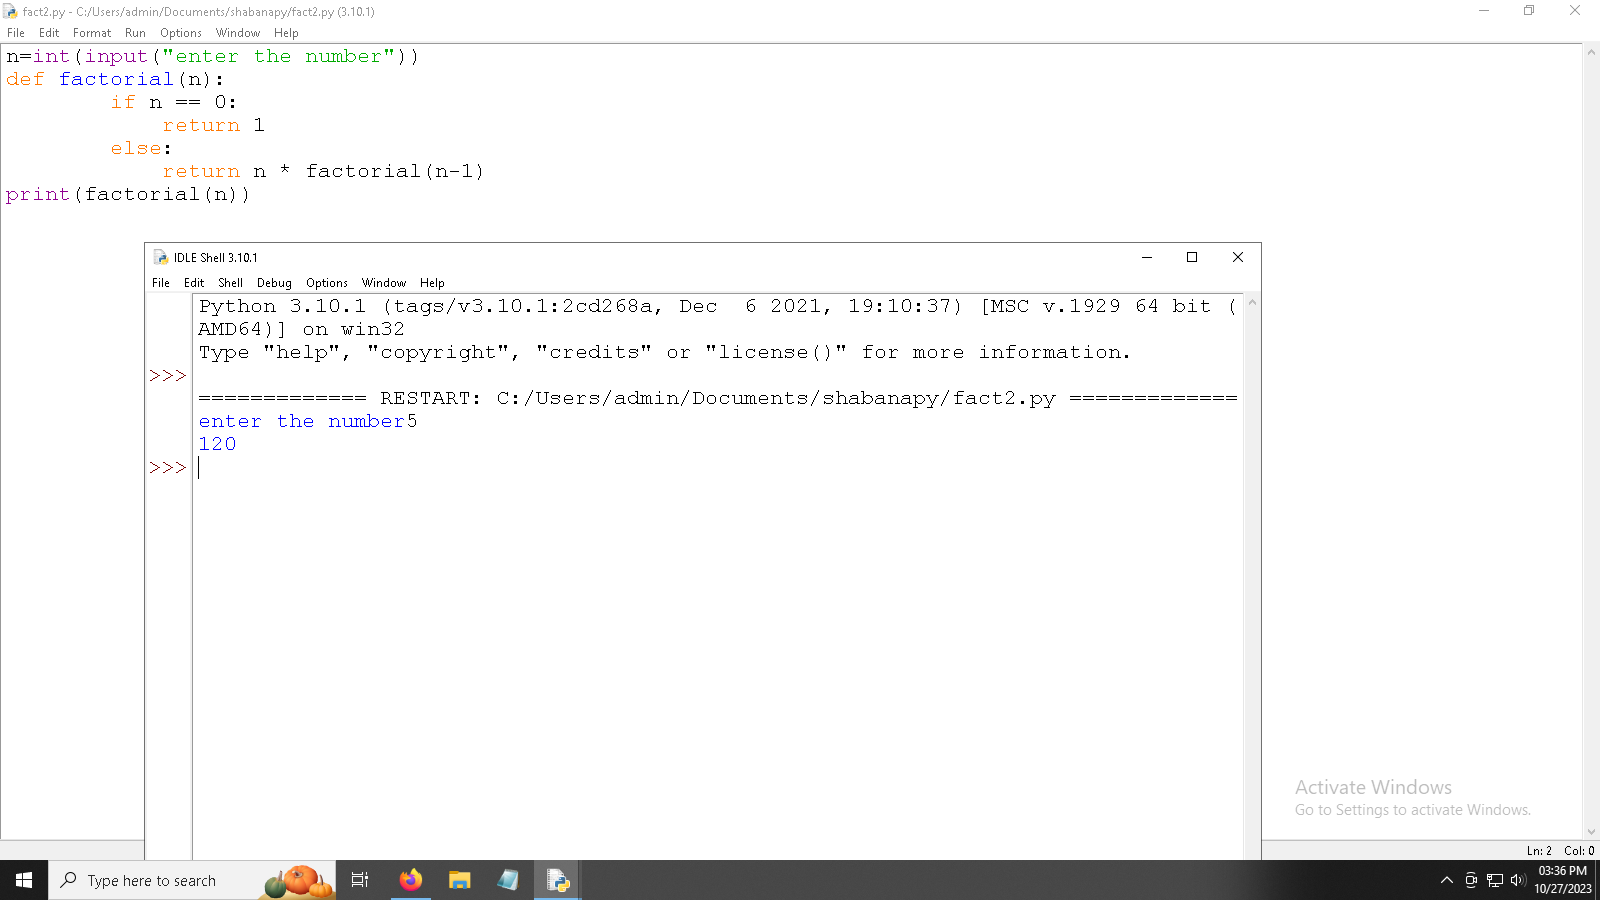 fact2.py - C:/Users/admin/Documents/shabanapy/fact2.py (3.10.1)
File Edit Format Run Options Window Help
n=int(input("enter the number"))
def factorial(n):
        if n == 0:
            return 1
        else:
            return n * factorial(n-1)
print(factorial(n))
IDLE Shell 3.10.1
File Edit Shell Debug Options Window Help
Python 3.10.1 (tags/v3.10.1:2cd268a, Dec  6 2021, 19:10:37) [MSC v.1929 64 bit (
AMD64)] on win32
Type "help", "copyright", "credits" or "license()" for more information.
>>>
============= RESTART: C:/Users/admin/Documents/shabanapy/fact2.py =============
enter the number5
120
>>>
Activate Windows
Go to Settings to activate Windows.
Ln: 2 Col: 0
Type here to search
03:36 PM
10/27/2023